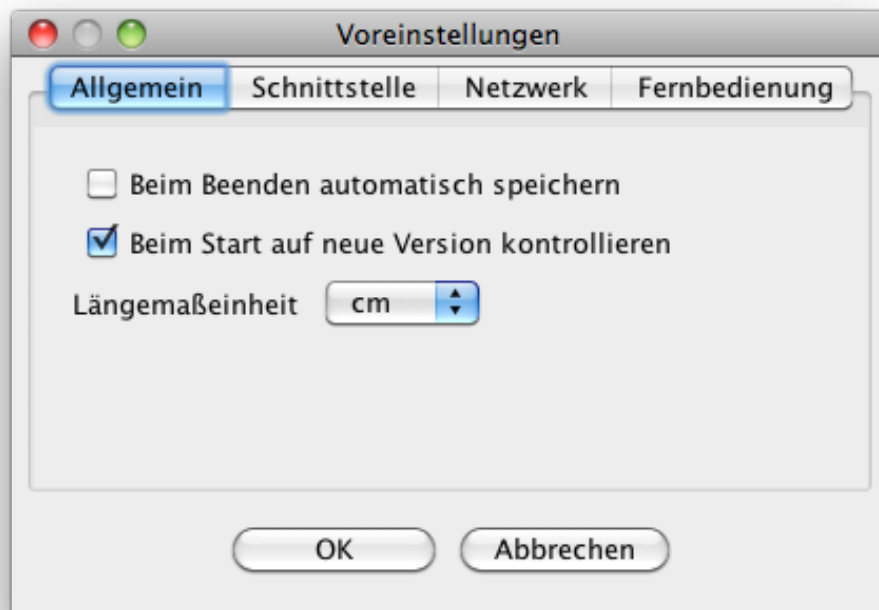 Voreinstellungen
Allgemein Schnittstelle Netzwerk Fernbedienung
Beim Beenden automatisch speichern
Beim Start auf neue Version kontrollieren
Längemaßeinheit cm
OK Abbrechen